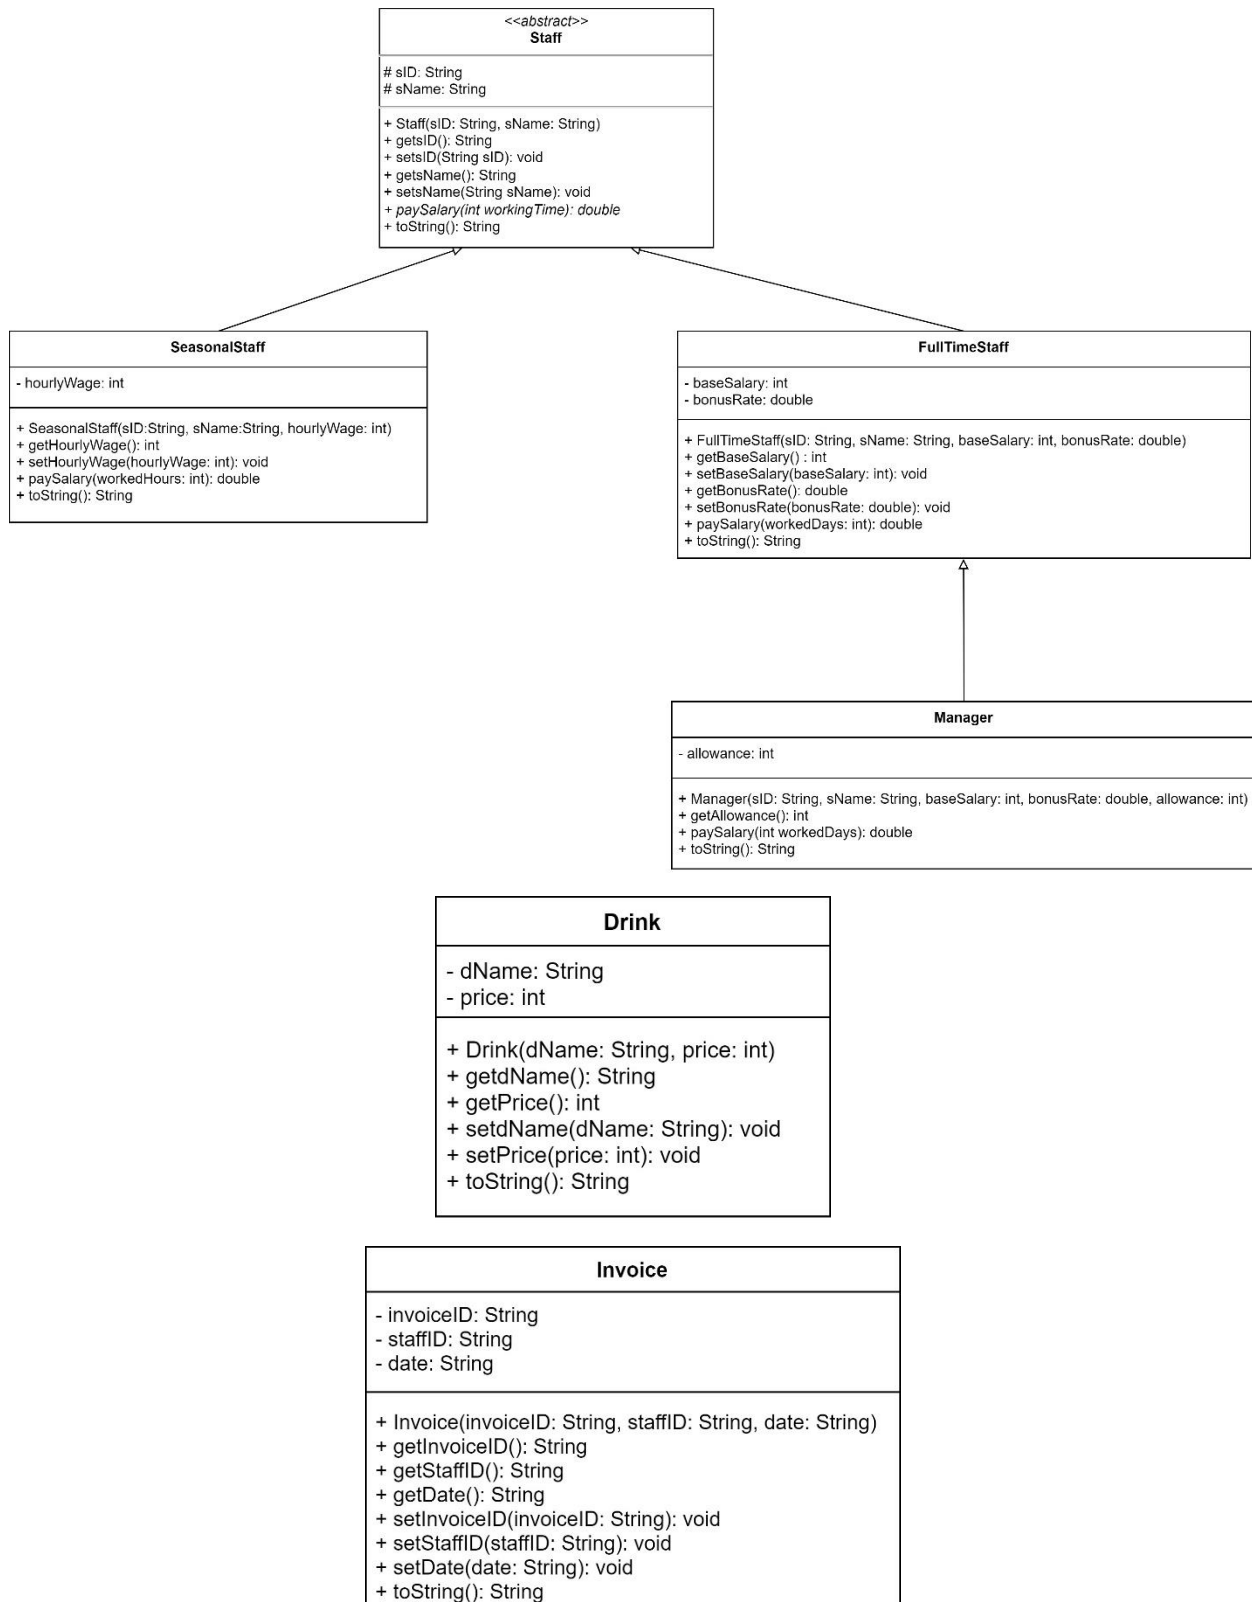 <<abstract>>
Staff
# sID: String
# sName: String
+ Staff(sID: String, sName: String)
+ getsID(): String
+ setsID(String sID): void
+ getsName(): String
+ setsName(String sName): void
+ paySalary(int workingTime): double
+ toString(): String
SeasonalStaff
- hourlyWage: int
+ SeasonalStaff(sID:String, sName:String, hourlyWage: int)
+ getHourlyWage(): int
+ setHourlyWage(hourlyWage: int): void
+ paySalary(workedHours: int): double
+ toString(): String
FullTimeStaff
- baseSalary: int
- bonusRate: double
+ FullTimeStaff(sID: String, sName: String, baseSalary: int, bonusRate: double)
+ getBaseSalary() : int
+ setBaseSalary(baseSalary: int): void
+ getBonusRate(): double
+ setBonusRate(bonusRate: double): void
+ paySalary(workedDays: int): double
+ toString(): String
Manager
- allowance: int
+ Manager(sID: String, sName: String, baseSalary: int, bonusRate: double, allowance: int)
+ getAllowance(): int
+ paySalary(int workedDays): double
+ toString(): String
Drink
- dName: String
- price: int
+ Drink(dName: String, price: int)
+ getdName(): String
+ getPrice(): int
+ setdName(dName: String): void
+ setPrice(price: int): void
+ toString(): String
Invoice
- invoiceID: String
- staffID: String
- date: String
+ Invoice(invoiceID: String, staffID: String, date: String)
+ getInvoiceID(): String
+ getStaffID(): String
+ getDate(): String
+ setInvoiceID(invoiceID: String): void
+ setStaffID(staffID: String): void
+ setDate(date: String): void
+ toString(): String